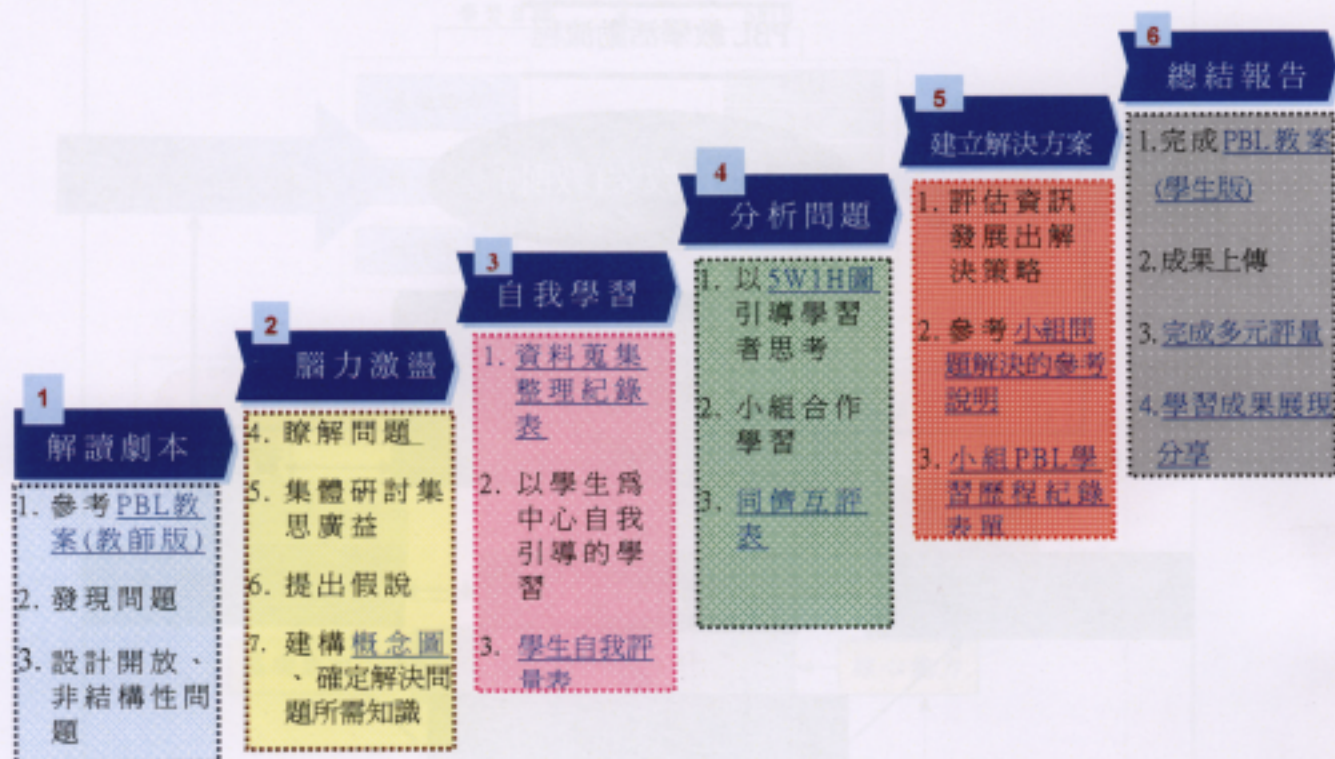 1
解讀劇本
1. 參考PBL教
案(教師版)
2. 發現問題
3. 設計開放、
非結構性問
題
2
腦力激盪
4. 瞭解問題
5. 集體研討集
思廣益
6. 提出假說
7. 建構概念圖
、確定解決問
題所需知識
3
自我學習
1. 資料蒐集
整理紀錄
表
2. 以學生為
中心自我
引導的學
習
3. 學生自我評
量表
4
分析問題
1. 以5W1H圖
引導學習
者思考
2. 小組合作
學習
3. 同儕互評
表
5
建立解決方案
1. 評估資訊
發展出解
決策略
2. 參考小組問
題解決的參考
說明
3. 小組PBL學
習歷程紀錄
表單
6
總結報告
1.完成PBL教案
(學生版)
2.成果上傳
3.完成多元評量
4.學習成果展現
分享